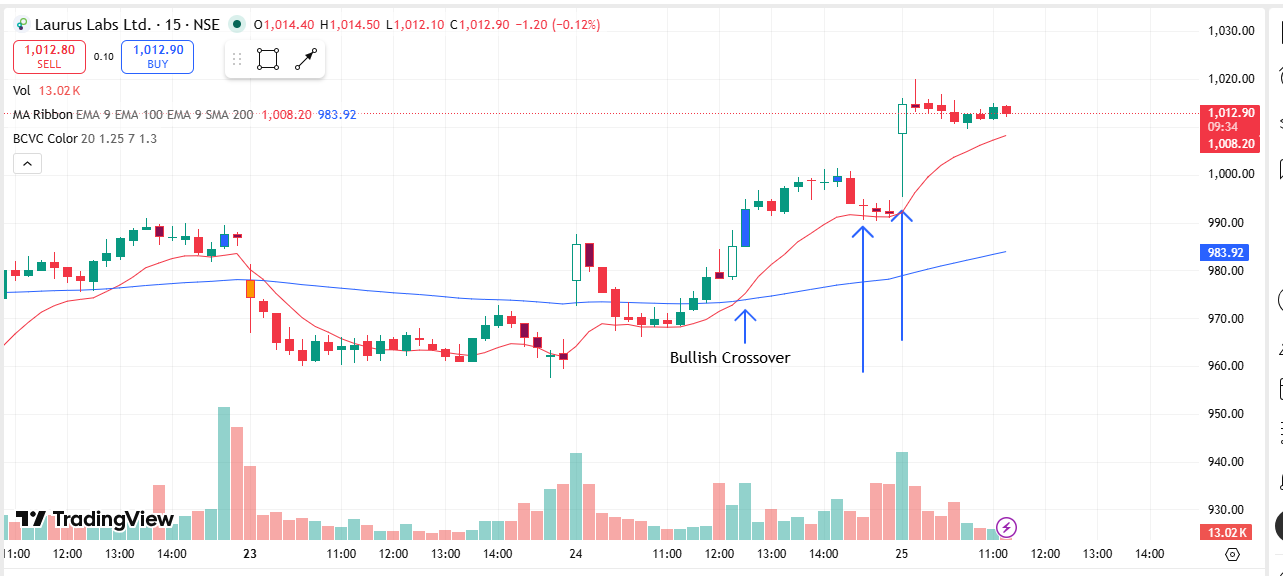 Laurus Labs Ltd. · 15 · NSE O1,014.40 H1,014.50 L1,012.10 C1,012.90 −1.20 (−0.12%)
1,012.80 SELL
0.10
1,012.90 BUY
Vol 13.02 K
MA Ribbon EMA 9 EMA 100 EMA 9 SMA 200 1,008.20 983.92
BCVC Color 20 1.25 7 1.3
1,030.00
1,020.00
1,012.90
09:34
1,008.20
1,000.00
990.00
983.92
980.00
970.00
960.00
950.00
940.00
930.00
13.02 K
Bullish Crossover
TradingView
11:00 12:00 13:00 14:00 23 11:00 12:00 13:00 14:00 24 11:00 12:00 13:00 14:00 25 11:00 12:00 13:00 14:00